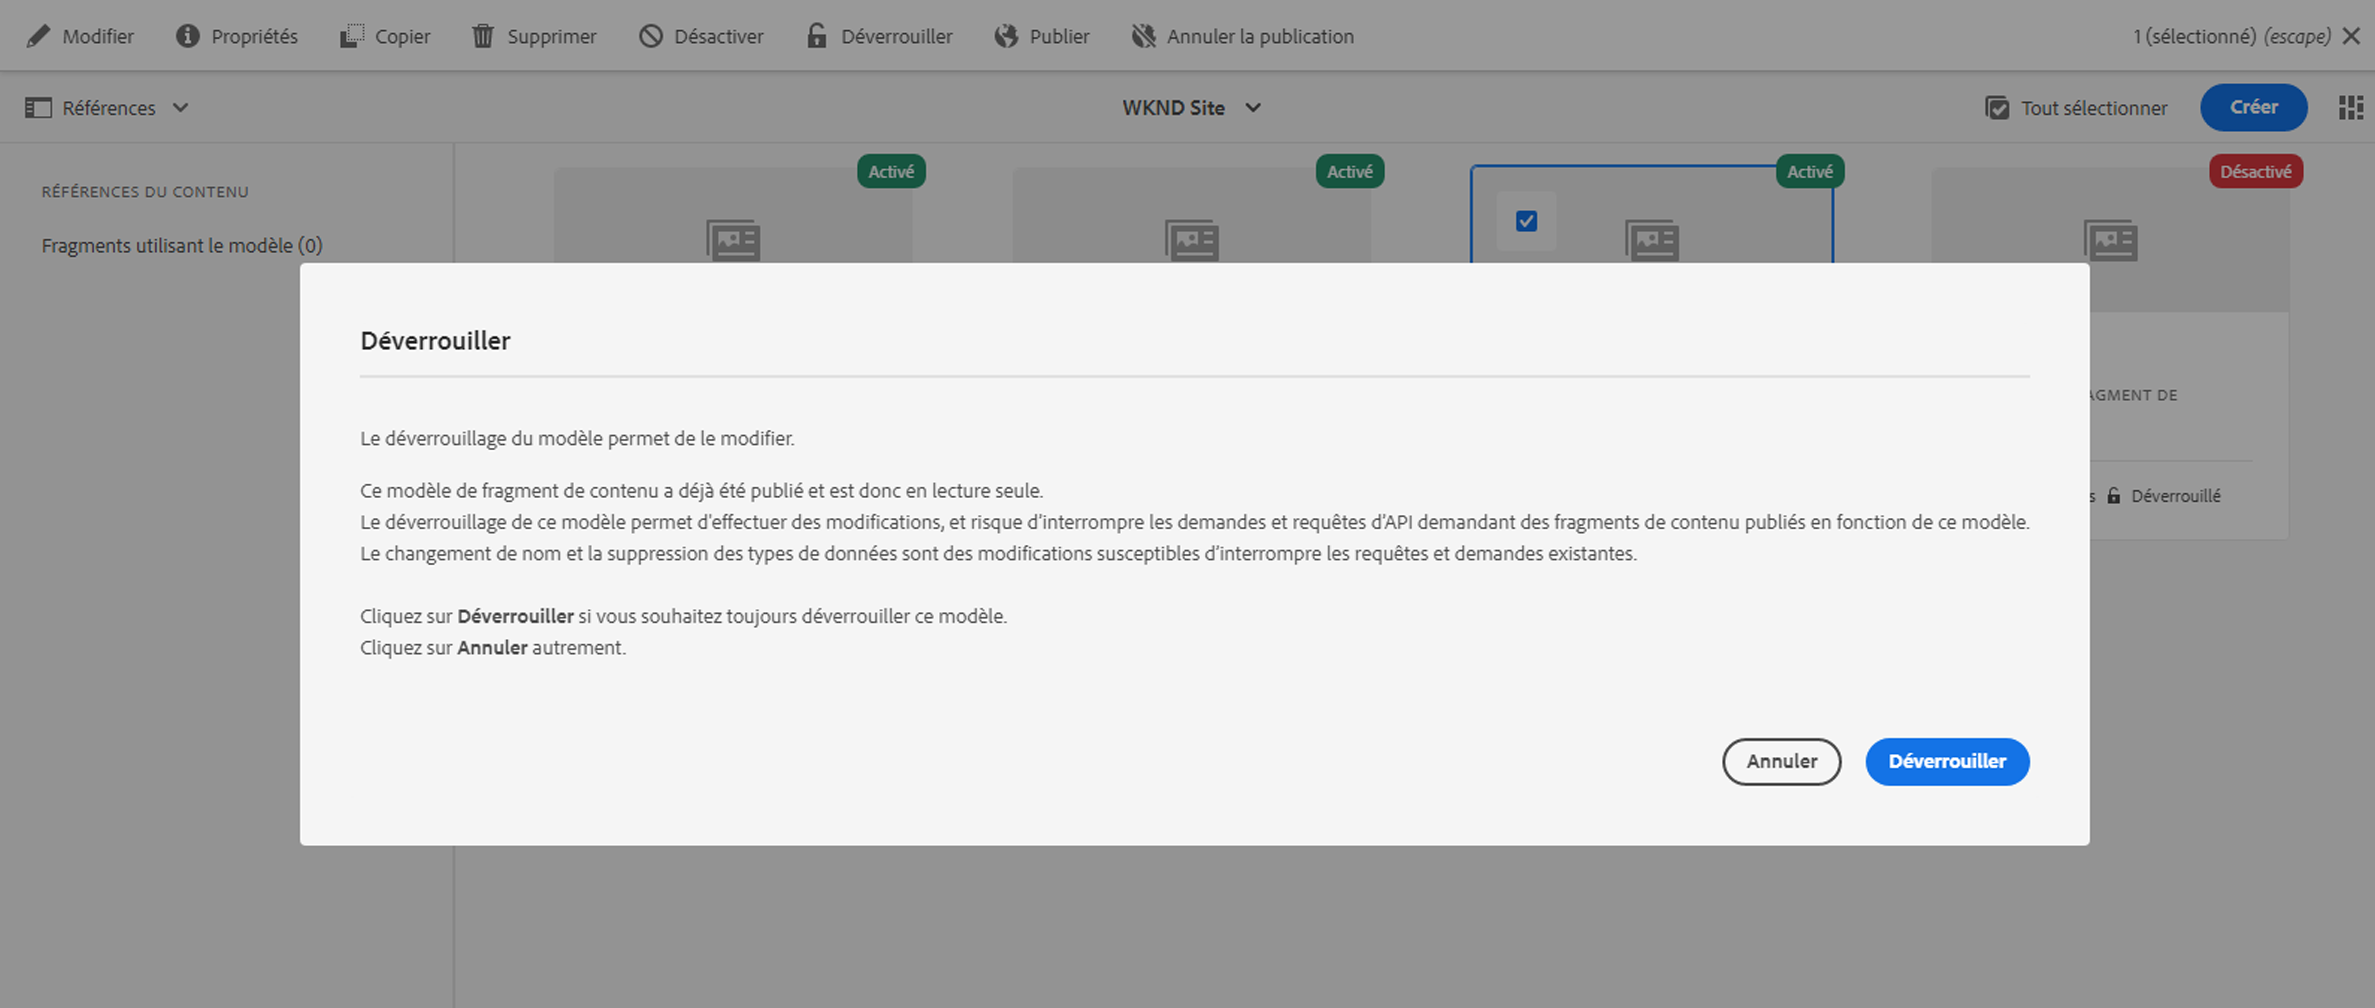 Modifier Propriétés Copier Supprimer Désactiver Déverrouiller Publier Annuler la publication 1 (sélectionné) (escape)
Références WKND Site Tout sélectionner Créer
Activé Activé Activé Désactivé
RÉFÉRENCES DU CONTENU
Fragments utilisant le modèle (0)
Déverrouiller
Le déverrouillage du modèle permet de le modifier.
Ce modèle de fragment de contenu a déjà été publié et est donc en lecture seule.
Le déverrouillage de ce modèle permet d'effectuer des modifications, et risque d'interrompre les demandes et requêtes d'API demandant des fragments de contenu publiés en fonction de ce modèle.
Le changement de nom et la suppression des types de données sont des modifications susceptibles d'interrompre les requêtes et demandes existantes.
Cliquez sur Déverrouiller si vous souhaitez toujours déverrouiller ce modèle.
Cliquez sur Annuler autrement.
Annuler Déverrouiller
AGMENT DE
s Déverrouillé